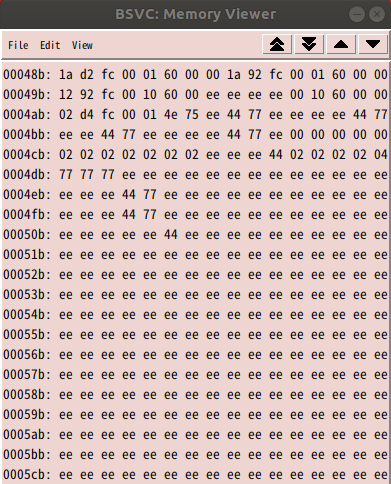 BSVC: Memory Viewer
File Edit View
00048b: 1a d2 fc 00 01 60 00 00 1a 92 fc 00 01 60 00 00
00049b: 12 92 fc 00 10 60 00 ee ee ee ee 00 10 60 00 00
0004ab: 02 d4 fc 00 01 4e 75 ee 44 77 ee ee ee ee 44 77
0004bb: ee ee 44 77 ee ee ee ee 44 77 ee 00 00 00 00 00
0004cb: 02 02 02 02 02 02 02 ee ee ee 44 02 02 02 02 04
0004db: 77 77 77 ee ee ee ee ee ee ee ee ee ee ee ee ee
0004eb: ee ee ee 44 77 ee ee ee ee ee ee ee ee ee ee ee
0004fb: ee ee ee 44 77 ee ee ee ee ee ee ee ee ee ee ee
00050b: ee ee ee ee ee 44 ee ee ee ee ee ee ee ee ee ee
00051b: ee ee ee ee ee ee ee ee ee ee ee ee ee ee ee ee
00052b: ee ee ee ee ee ee ee ee ee ee ee ee ee ee ee ee
00053b: ee ee ee ee ee ee ee ee ee ee ee ee ee ee ee ee
00054b: ee ee ee ee ee ee ee ee ee ee ee ee ee ee ee ee
00055b: ee ee ee ee ee ee ee ee ee ee ee ee ee ee ee ee
00056b: ee ee ee ee ee ee ee ee ee ee ee ee ee ee ee ee
00057b: ee ee ee ee ee ee ee ee ee ee ee ee ee ee ee ee
00058b: ee ee ee ee ee ee ee ee ee ee ee ee ee ee ee ee
00059b: ee ee ee ee ee ee ee ee ee ee ee ee ee ee ee ee
0005ab: ee ee ee ee ee ee ee ee ee ee ee ee ee ee ee ee
0005bb: ee ee ee ee ee ee ee ee ee ee ee ee ee ee ee ee
0005cb: ee ee ee ee ee ee ee ee ee ee ee ee ee ee ee ee